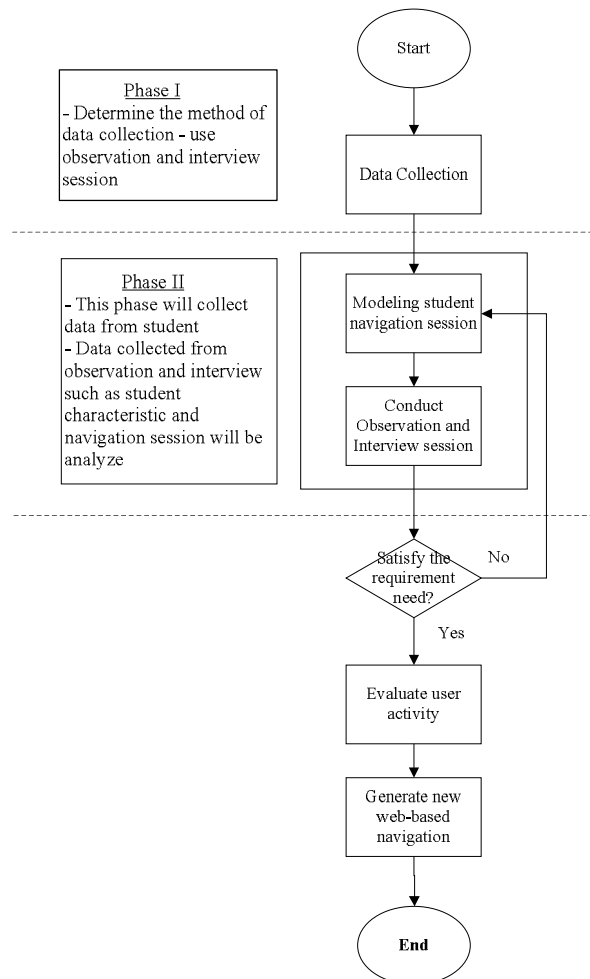 Start
Phase I
- Determine the method of
data collection - use
observation and interview
session
Data Collection
Phase II
- This phase will collect
data from student
- Data collected from
observation and interview
such as student
characteristic and
navigation session will be
analyze
Modeling student
navigation session
Conduct
Observation and
Interview session
Satisfy the
requirement
need?
No
Yes
Evaluate user
activity
Generate new
web-based
navigation
End